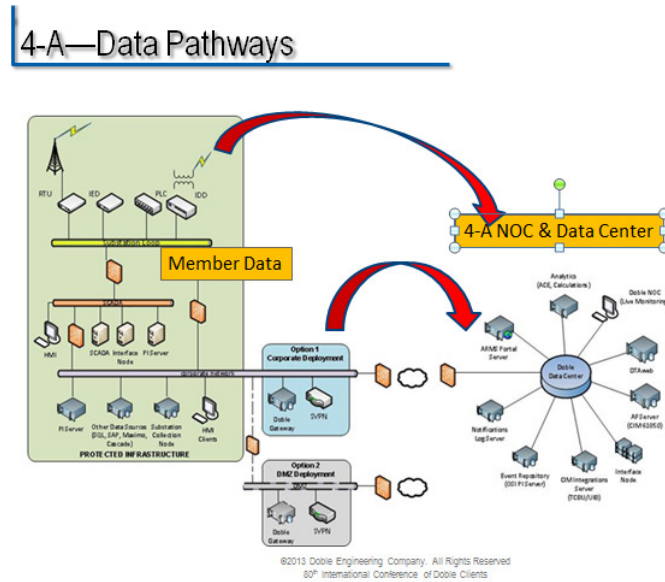 4-A—Data Pathways
RTU
IED
PLC
IDD
Substation Loop
Member Data
4-A NOC & Data Center
SCADA
HMI
SCADA
Interface
Node
PI Server
corporate network
PI Server
Other Data Sources
(SQL, SAP, Maximo,
Cascade)
Substation
Collection
Node
HMI
Clients
PROTECTED INFRASTRUCTURE
Option 1
Corporate Deployment
Doble
Gateway
SVPN
Option 2
DMZ Deployment
DMZ
Doble
Gateway
SVPN
Analytics
(ACE, Calculations)
Doble NOC
(Live Monitoring)
ARMS Portal
Server
Doble
Data Center
DTAweb
AF Server
(CIM 61850)
Notifications
Log Server
Interface
Node
Event Repository
(OSI PI Server)
OM Integrations
Server
(TCBU/UIB)
©2013 Doble Engineering Company. All Rights Reserved
80th International Conference of Doble Clients